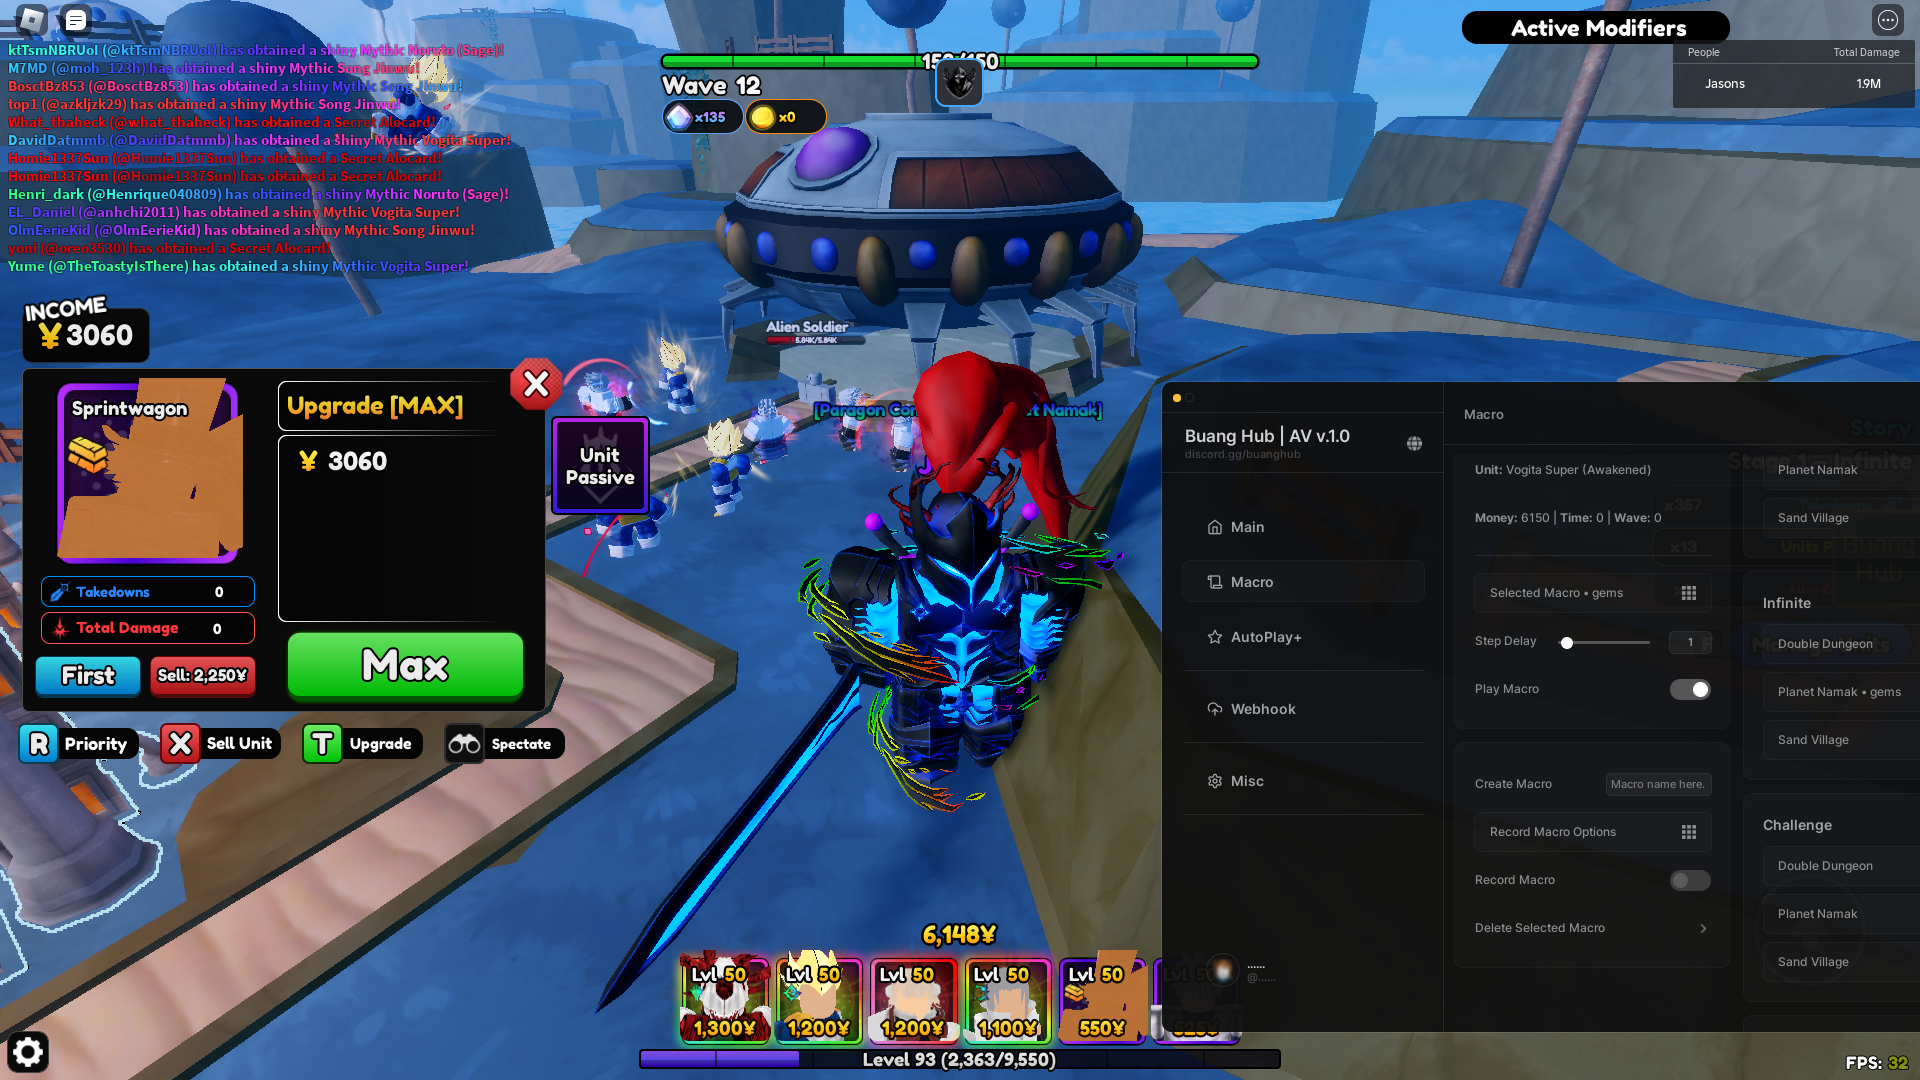 ktTsmNBRUoI (@ktTsmNBRUoI) has obtained a shiny Mythic Noruto (Sage)!
M7MD (@moh_123h) has obtained a shiny Mythic Song Jinwu!
BosctBz853 (@BosctBz853) has obtained a shiny Mythic Song Jinwu!
top1 (@azkljzk29) has obtained a shiny Mythic Song Jinwu!
What_thaheck (@what_thaheck) has obtained a Secret Alocard!
DavidDatmmb (@DavidDatmmb) has obtained a shiny Mythic Vogita Super!
Homie1337Sun (@Homie1337Sun) has obtained a Secret Alocard!
Homie1337Sun (@Homie1337Sun) has obtained a Secret Alocard!
Henri_dark (@Henrique040809) has obtained a shiny Mythic Noruto (Sage)!
EL_Daniel (@anhchi2011) has obtained a shiny Mythic Vogita Super!
OlmEerieKid (@OlmEerieKid) has obtained a shiny Mythic Song Jinwu!
yoni (@oreo3530) has obtained a Secret Alocard!
Yume (@TheToastyIsThere) has obtained a shiny Mythic Vogita Super!
150/150
Wave 12
x135
x0
Active Modifiers
People Total Damage
Jasons 1.9M
INCOME
¥3060
Sprintwagon
Upgrade [MAX]
¥ 3060
Unit Passive
Takedowns 0
Total Damage 0
First
Sell: 2,250¥
Max
R Priority
X Sell Unit
T Upgrade
Spectate
Alien Soldier
5.84K/5.84K
[Paragon
Namak]
Buang Hub | AV v.1.0
discord.gg/buanghub
Main
Macro
AutoPlay+
Webhook
Misc
......
@......
Macro
Unit: Vogita Super (Awakened)
Money: 6150 | Time: 0 | Wave: 0
Selected Macro • gems
Step Delay 1
Play Macro
Create Macro
Macro name here.
Record Macro Options
Record Macro
Delete Selected Macro
Story
Planet Namak
Stage 1 - Infinite
x357
Sand Village
x13
Units P
Buang Hub
Infinite
Double Dungeon
Planet Namak • gems
Sand Village
Challenge
Double Dungeon
Planet Namak
Sand Village
6,148¥
Lvl 50
1,300¥
Lvl 50
1,200¥
Lvl 50
1,200¥
Lvl 50
1,100¥
Lvl 50
550¥
Level 93 (2,363/9,550)
FPS: 32